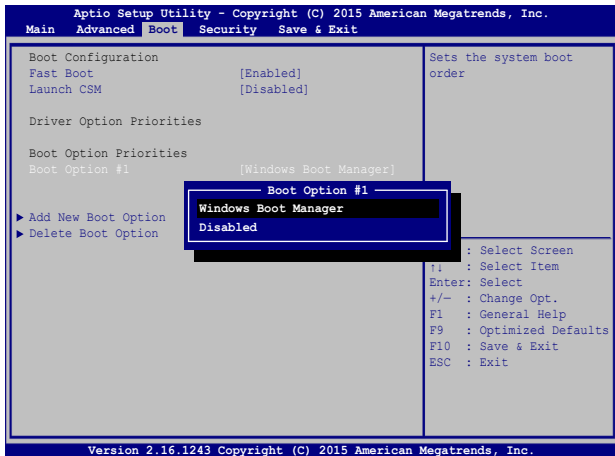 Aptio Setup Utility - Copyright (C) 2015 American Megatrends, Inc.
Main Advanced Boot Security Save & Exit
Boot Configuration
Fast Boot [Enabled]
Launch CSM [Disabled]
Driver Option Priorities
Boot Option Priorities
Boot Option #1 [Windows Boot Manager]
Add New Boot Option
Delete Boot Option
Boot Option #1
Windows Boot Manager
Disabled
Sets the system boot
order
: Select Screen
↑↓ : Select Item
Enter: Select
+/— : Change Opt.
F1 : General Help
F9 : Optimized Defaults
F10 : Save & Exit
ESC : Exit
Version 2.16.1243 Copyright (C) 2015 American Megatrends, Inc.